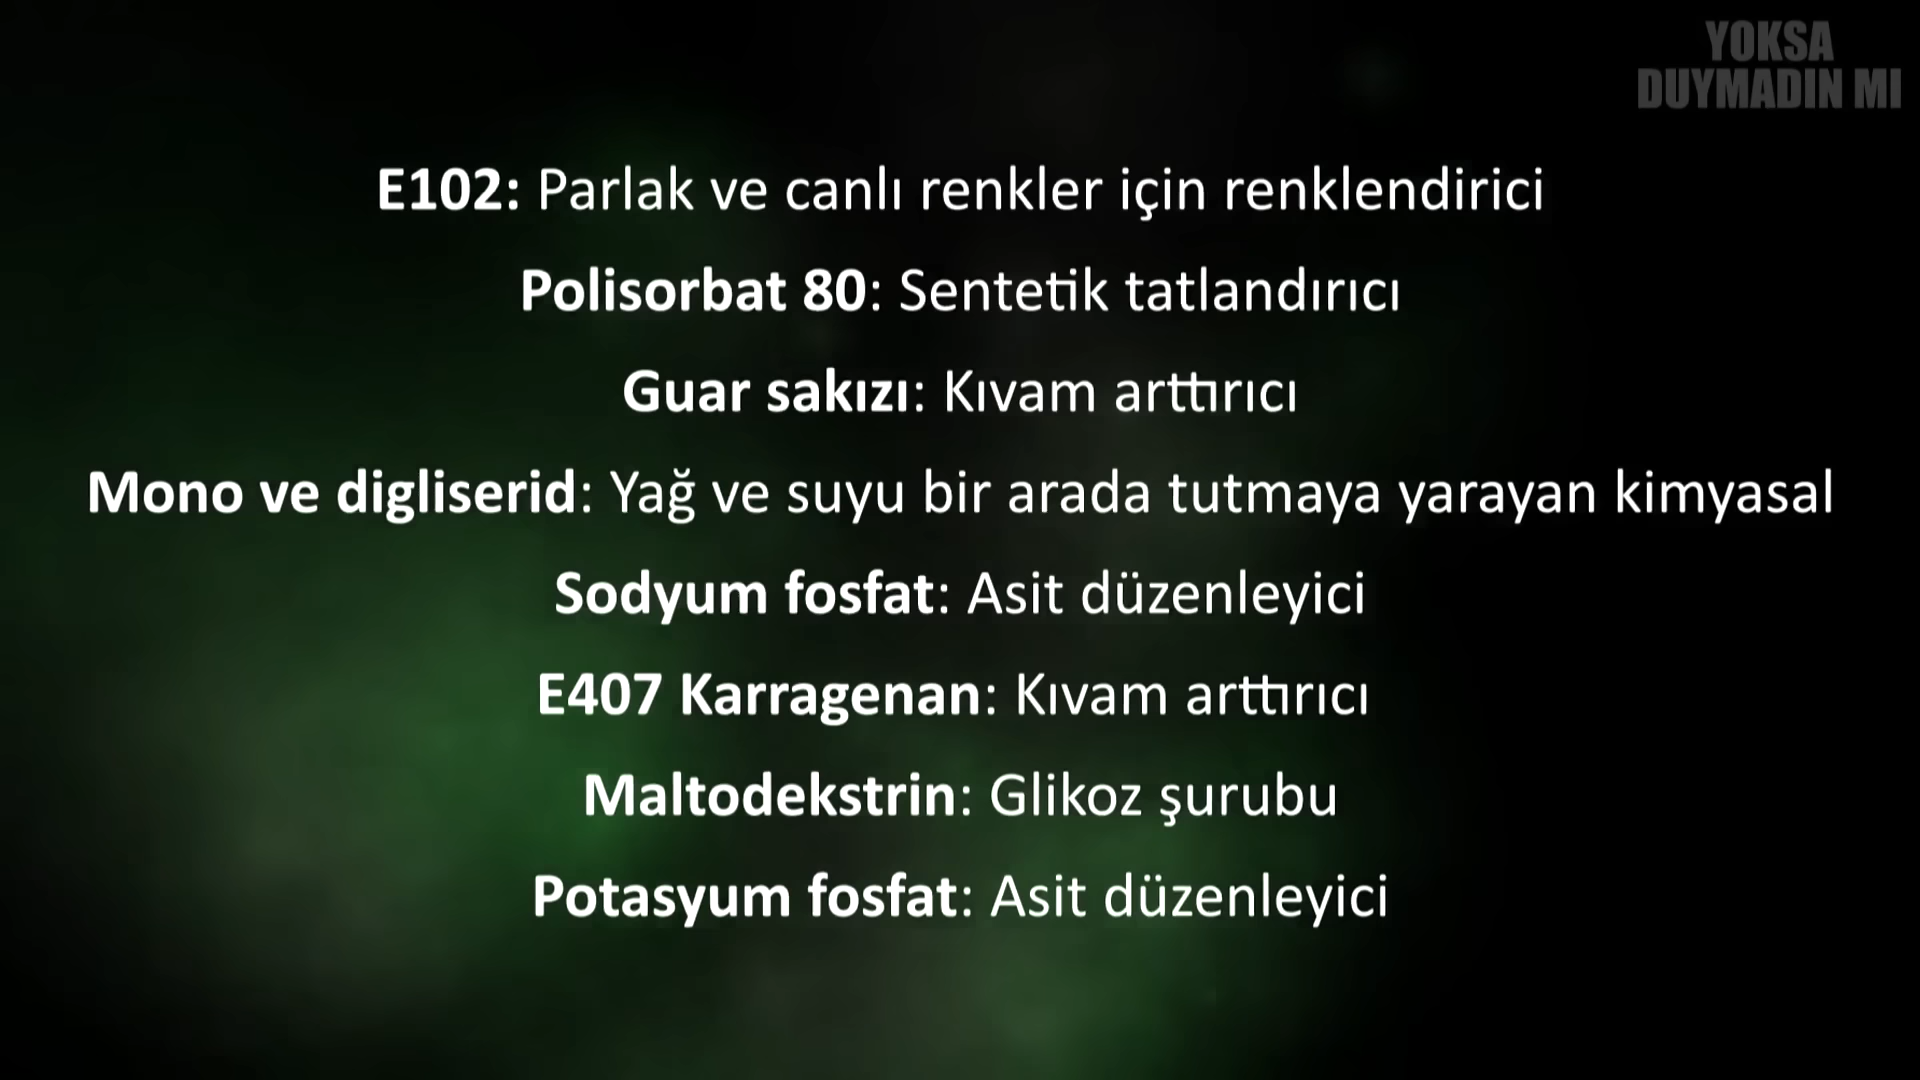 YOKSA
DUYMADIN MI
E102: Parlak ve canlı renkler için renklendirici
Polisorbat 80: Sentetik tatlandırıcı
Guar sakızı: Kıvam arttırıcı
Mono ve digliserid: Yağ ve suyu bir arada tutmaya yarayan kimyasal
Sodyum fosfat: Asit düzenleyici
E407 Karragenan: Kıvam arttırıcı
Maltodekstrin: Glikoz şurubu
Potasyum fosfat: Asit düzenleyici